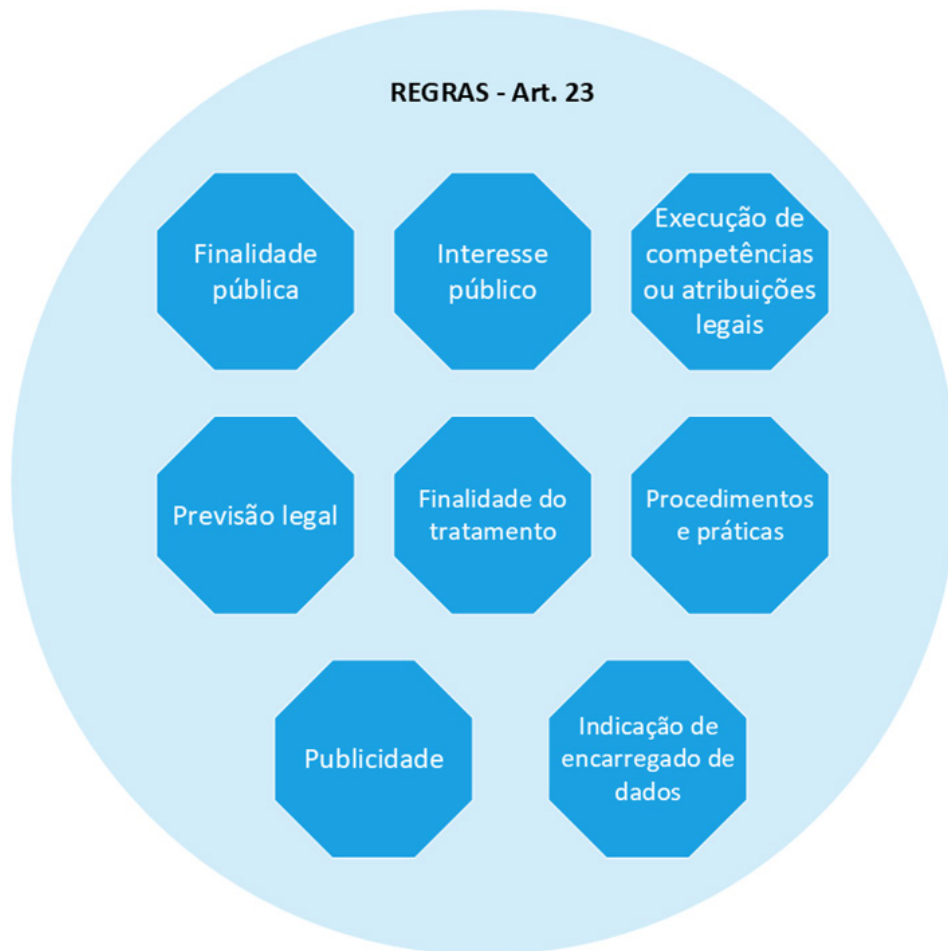 REGRAS - Art. 23
Finalidade
pública
Interesse
público
Execução de
competências
ou atribuições
legais
Previsão legal
Finalidade do
tratamento
Procedimentos
e práticas
Publicidade
Indicação de
encarregado de
dados